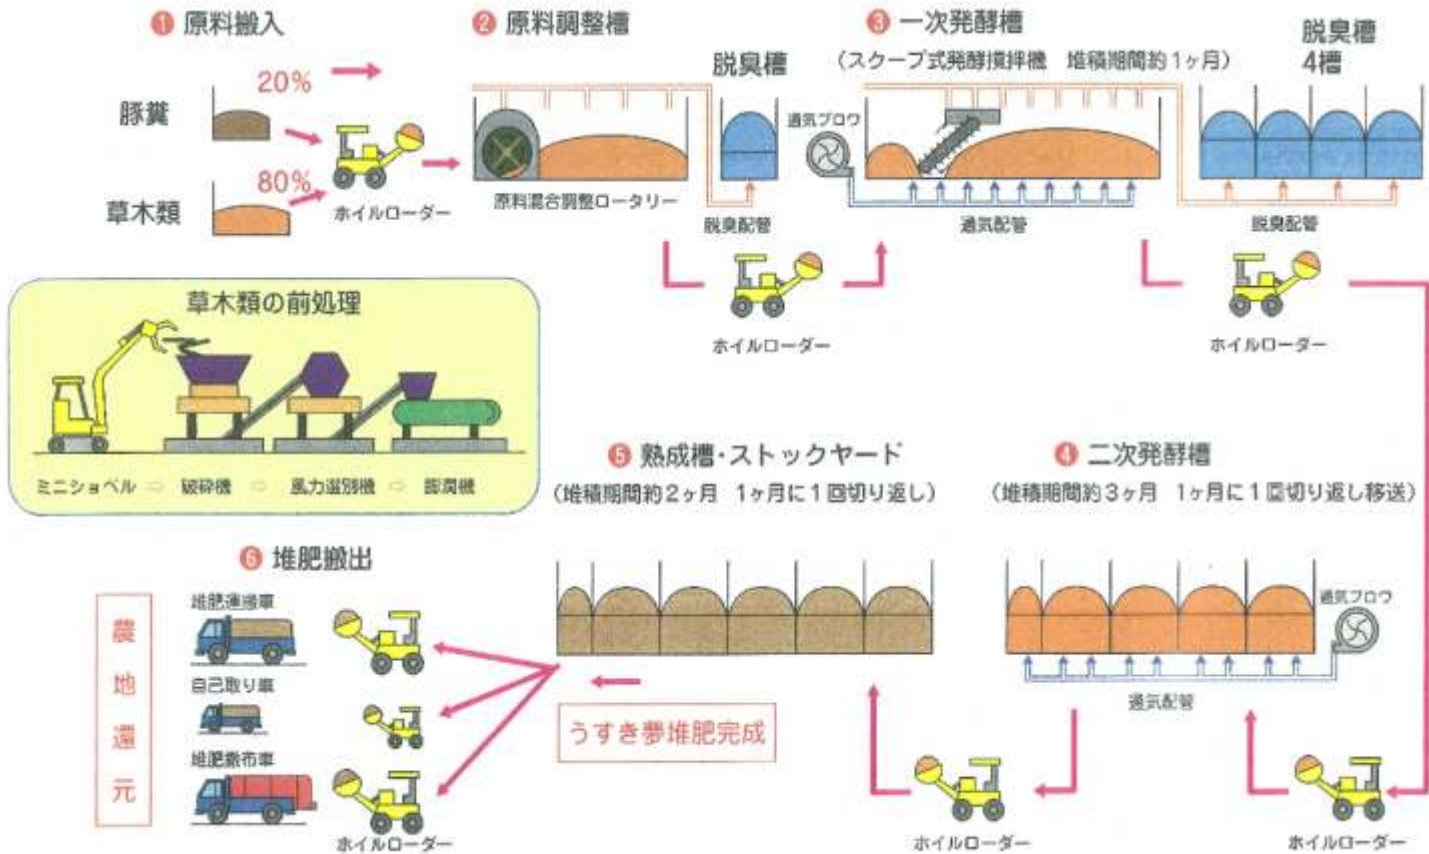 ❶ 原料搬入
豚糞
20%
草木類
80%
ホイルローダー
❷ 原料調整槽
原料混合調整ロータリー
脱臭槽
脱臭配管
ホイルローダー
❸ 一次発酵槽
(スクープ式発酵撹拌機 堆積期間約1ヶ月)
通気ブロワ
通気配管
脱臭槽
4槽
脱臭配管
ホイルローダー
草木類の前処理
ミニショベル ⇨ 破砕機 ⇨ 風力選別機 ⇨ 膨潤機
❹ 二次発酵槽
(堆積期間約3ヶ月 1ヶ月に1回切り返し移送)
通気ブロワ
通気配管
ホイルローダー
ホイルローダー
❺ 熟成槽・ストックヤード
(堆積期間約2ヶ月 1ヶ月に1回切り返し)
うすき夢堆肥完成
❻ 堆肥搬出
堆肥運搬車
自己取り車
堆肥撒布車
ホイルローダー
農地還元